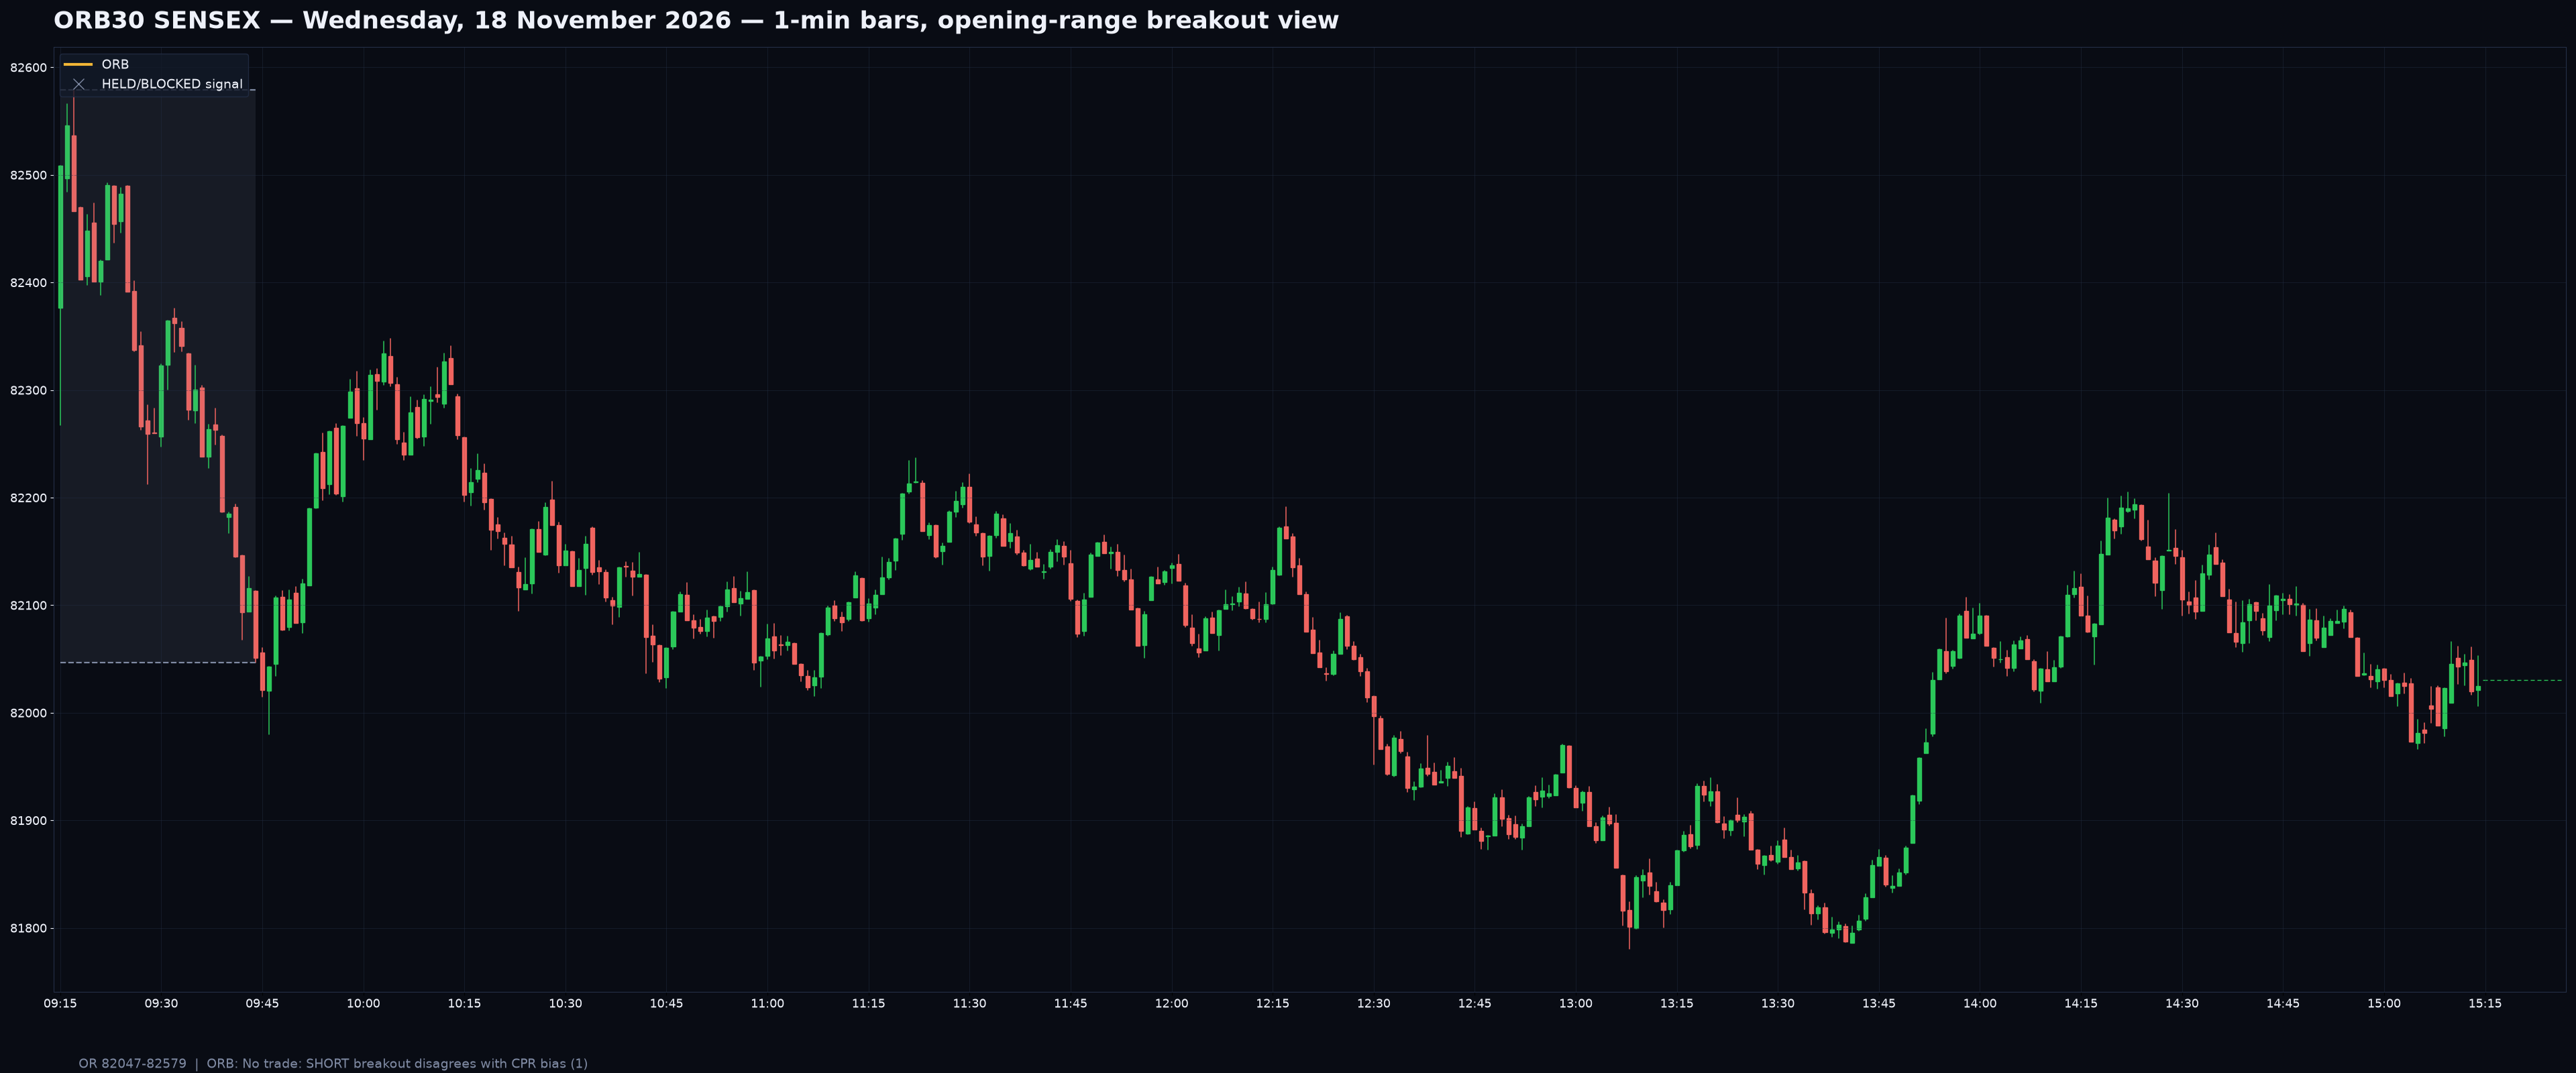 ORB30 SENSEX — Wednesday, 18 November 2026 — 1-min bars, opening-range breakout view
ORB
HELD/BLOCKED signal
82600
82500
82400
82300
82200
82100
82000
81900
81800
09:15 09:30 09:45 10:00 10:15 10:30 10:45 11:00 11:15 11:30 11:45 12:00 12:15 12:30 12:45 13:00 13:15 13:30 13:45 14:00 14:15 14:30 14:45 15:00 15:15
OR 82047-82579 | ORB: No trade: SHORT breakout disagrees with CPR bias (1)